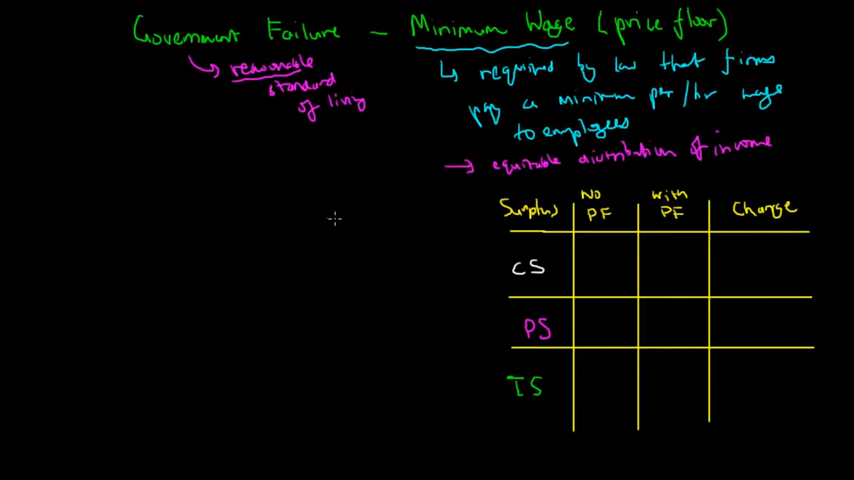 Government Failure - Minimum Wage (price floor)
↳ reasonable
standard
of living
↳ required by law that firms
pay a minimum per/hr wage
to employees
→ equitable distribution of income
Surplus No PF With PF Change
CS
PS
TS